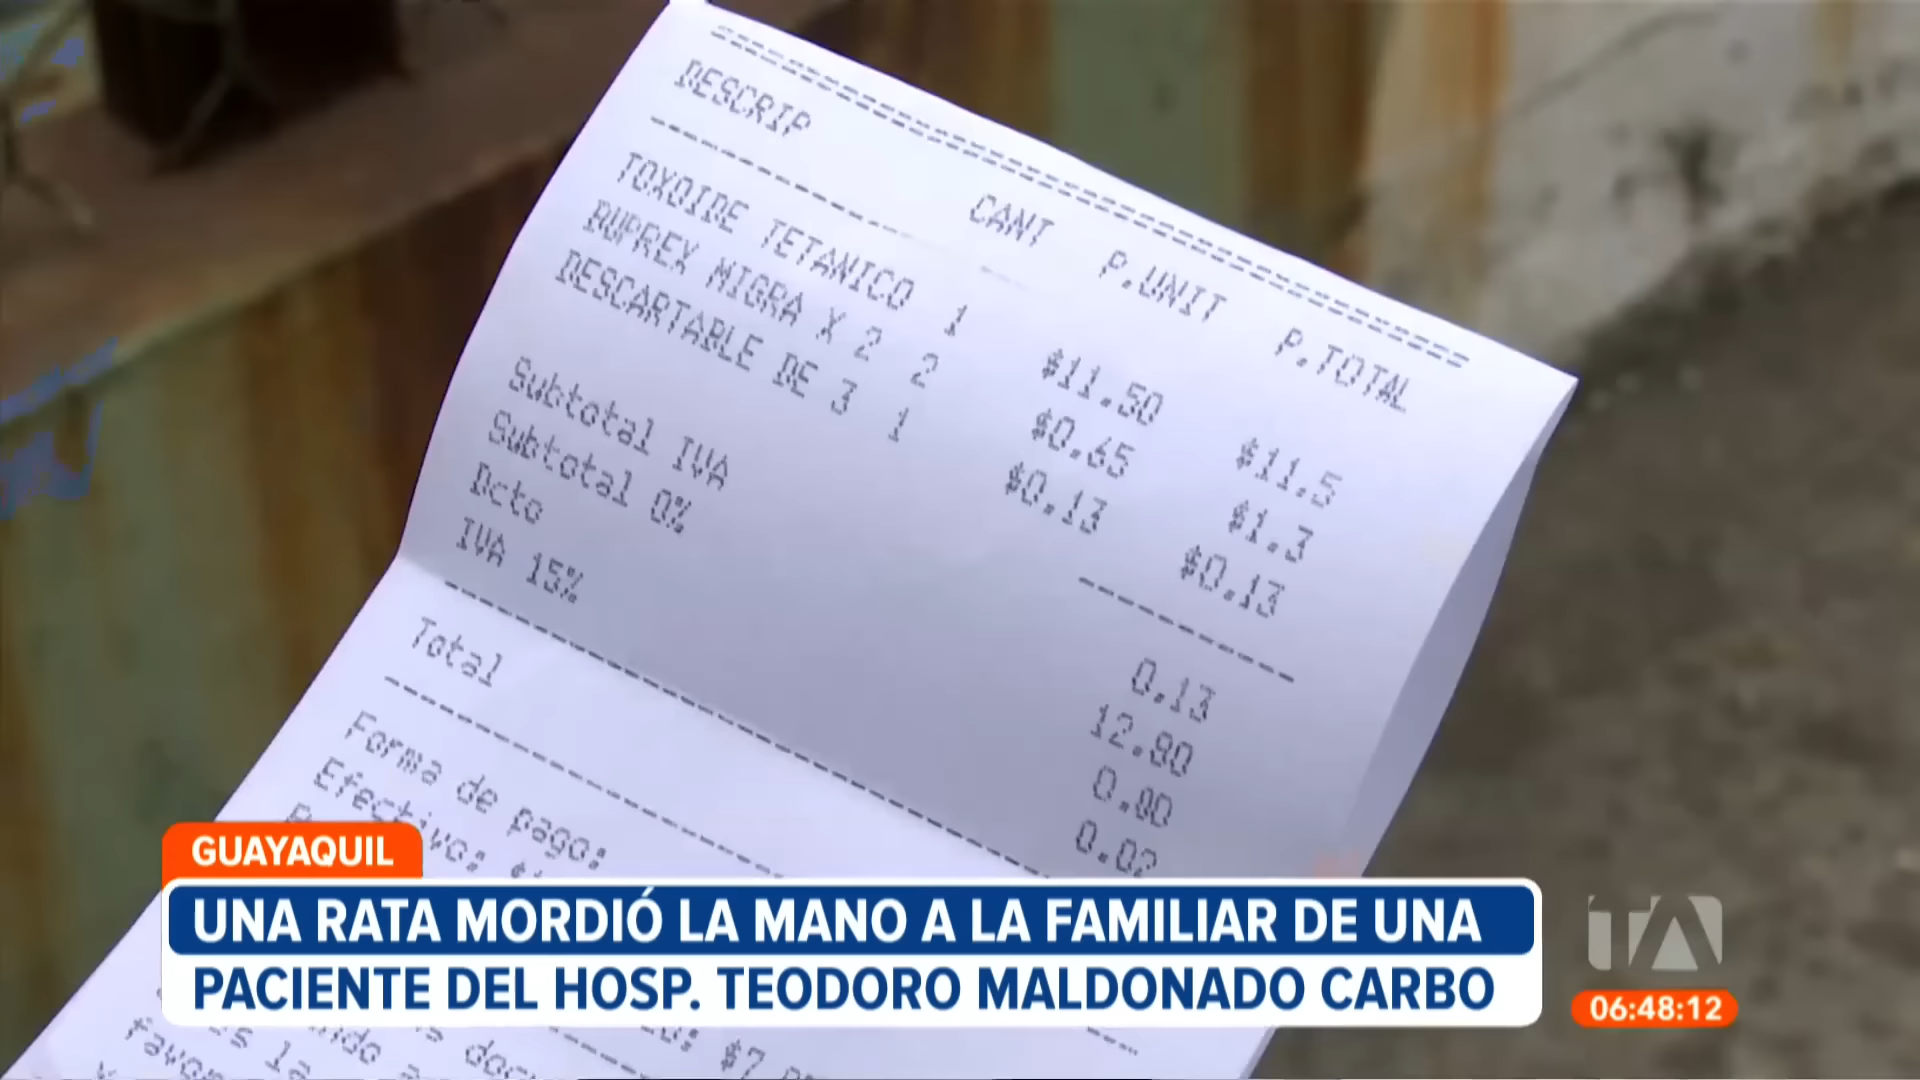 DESCRIP CANT P.UNIT P.TOTAL
TOXOIDE TETANICO 1 $11.50 $11.5
BUPREX MIGRA X 2 2 $0.65 $1.3
DESCARTABLE DE 3 1 $0.13 $0.13
Subtotal IVA 0.13
Subtotal 0% 12.80
Dcto 0.00
IVA 15% 0.02
Total
Forma de pago:
Efectivo:
GUAYAQUIL
UNA RATA MORDIÓ LA MANO A LA FAMILIAR DE UNA
PACIENTE DEL HOSP. TEODORO MALDONADO CARBO
TA
06:48:12
$7